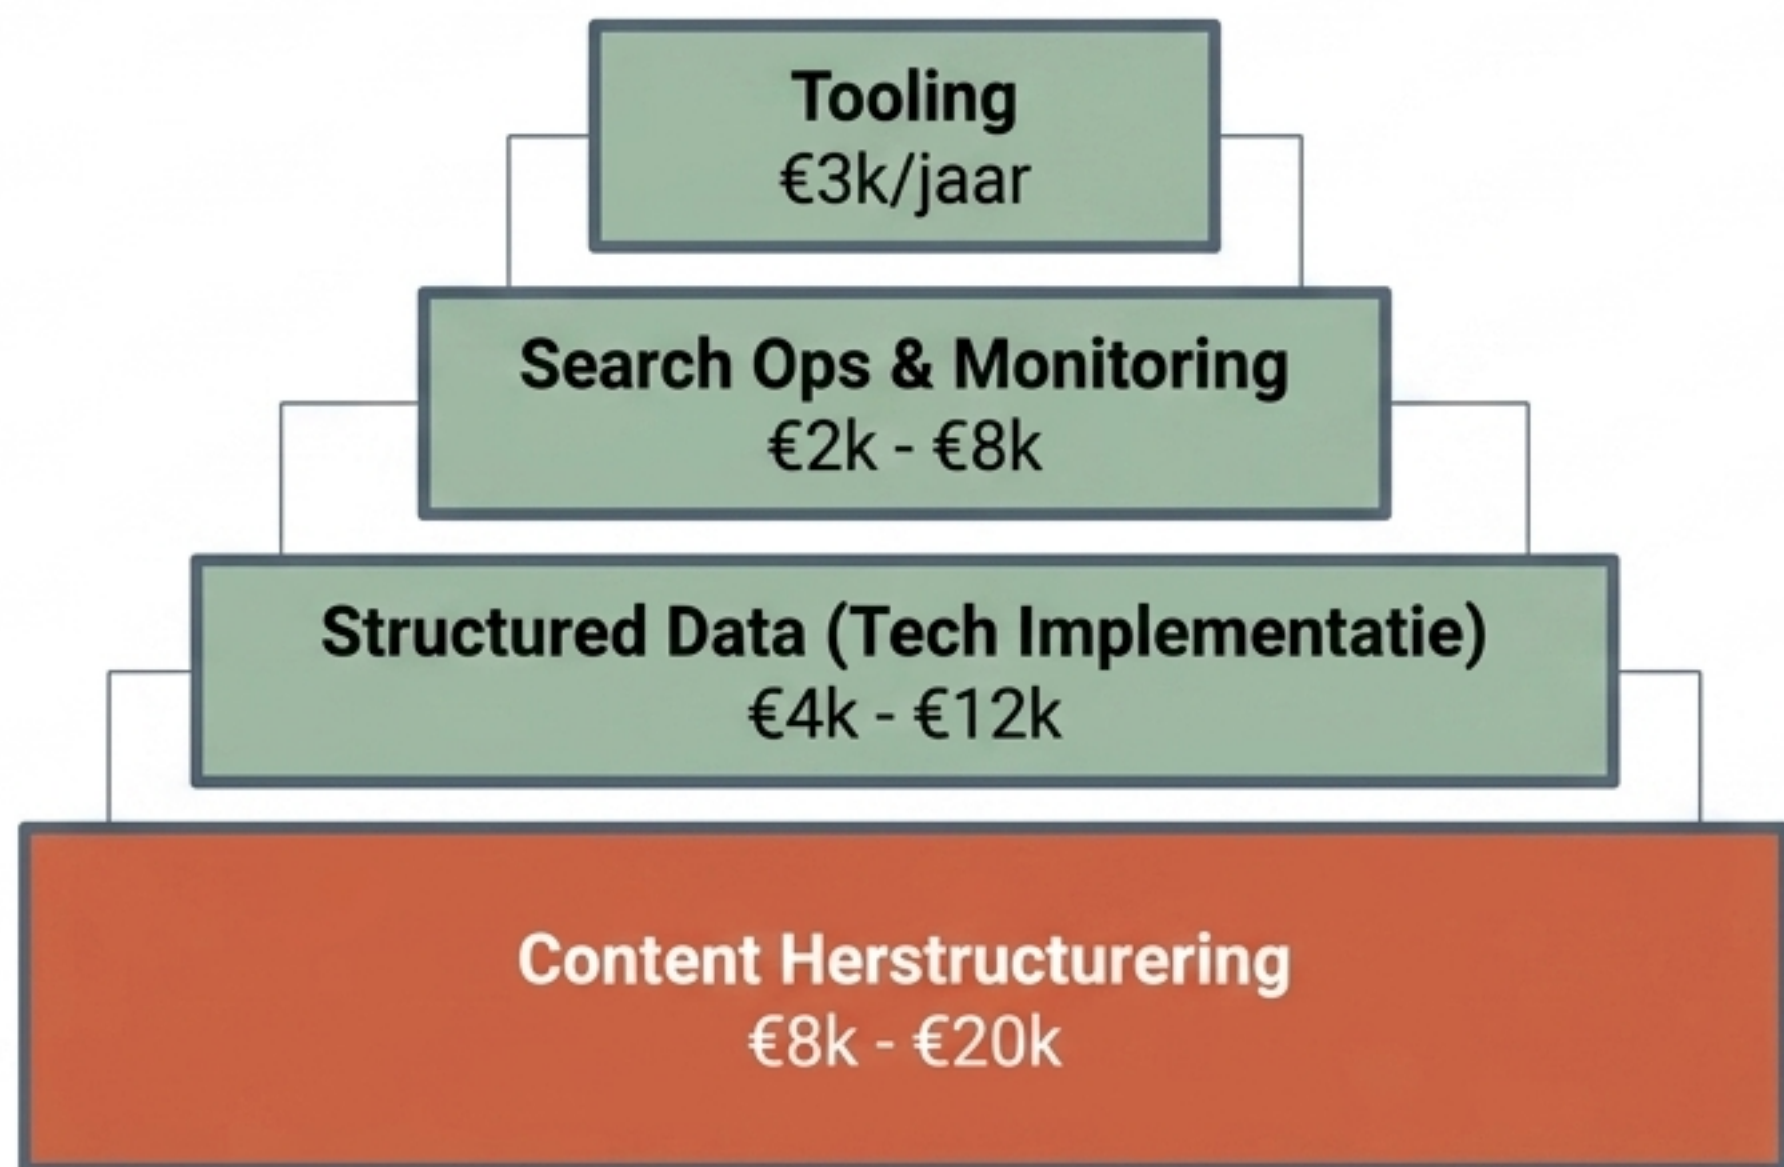 Tooling
€3k/jaar
Search Ops & Monitoring
€2k - €8k
Structured Data (Tech Implementatie)
€4k - €12k
Content Herstructurering
€8k - €20k